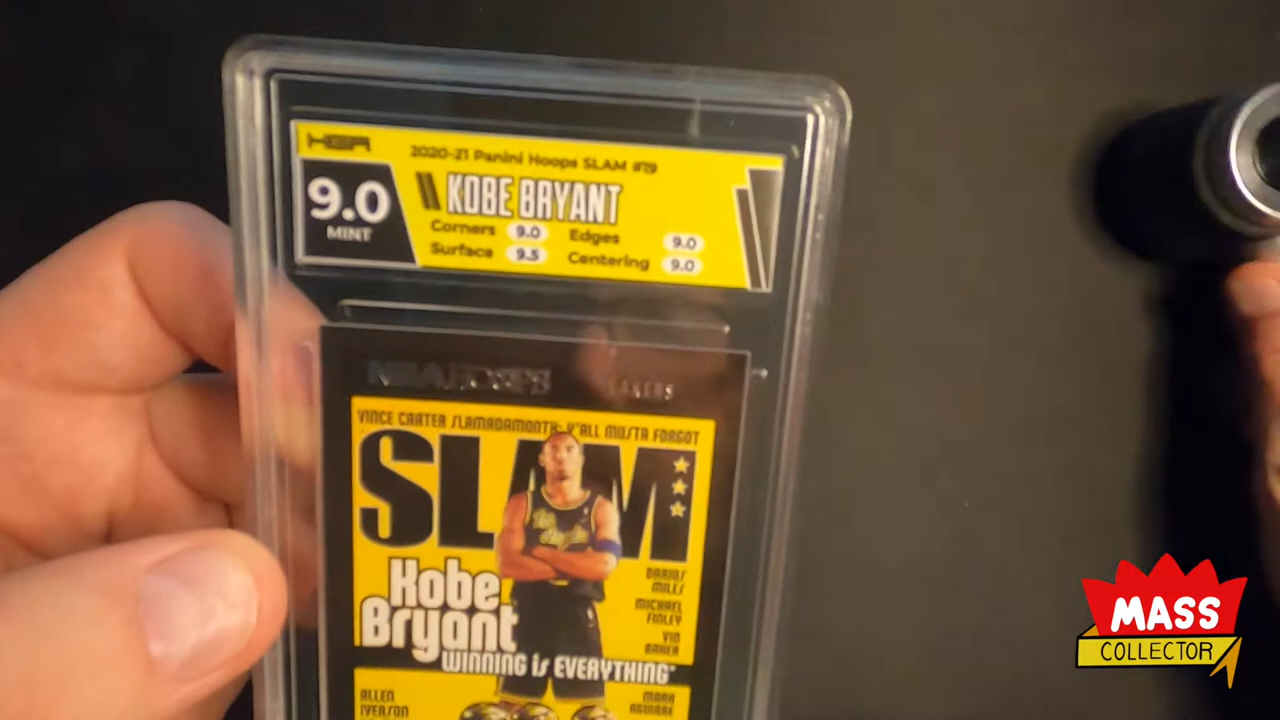 HGA
2020-21 Panini Hoops SLAM #19
9.0
MINT
KOBE BRYANT
Corners 9.0 Edges 9.0
Surface 9.5 Centering 9.0
NBA HOOPS LAKERS
VINCE CARTER SLAMADAMONTH: Y'ALL MUSTA FORGOT
SLAM
Kobe
Bryant
WINNING iS EVERYTHING"
DARIUS
MILES
MICHAEL
FINLEY
VIN
BAKER
ALLEN
IVERSON
MARK
AGUIRRE
MASS
COLLECTOR